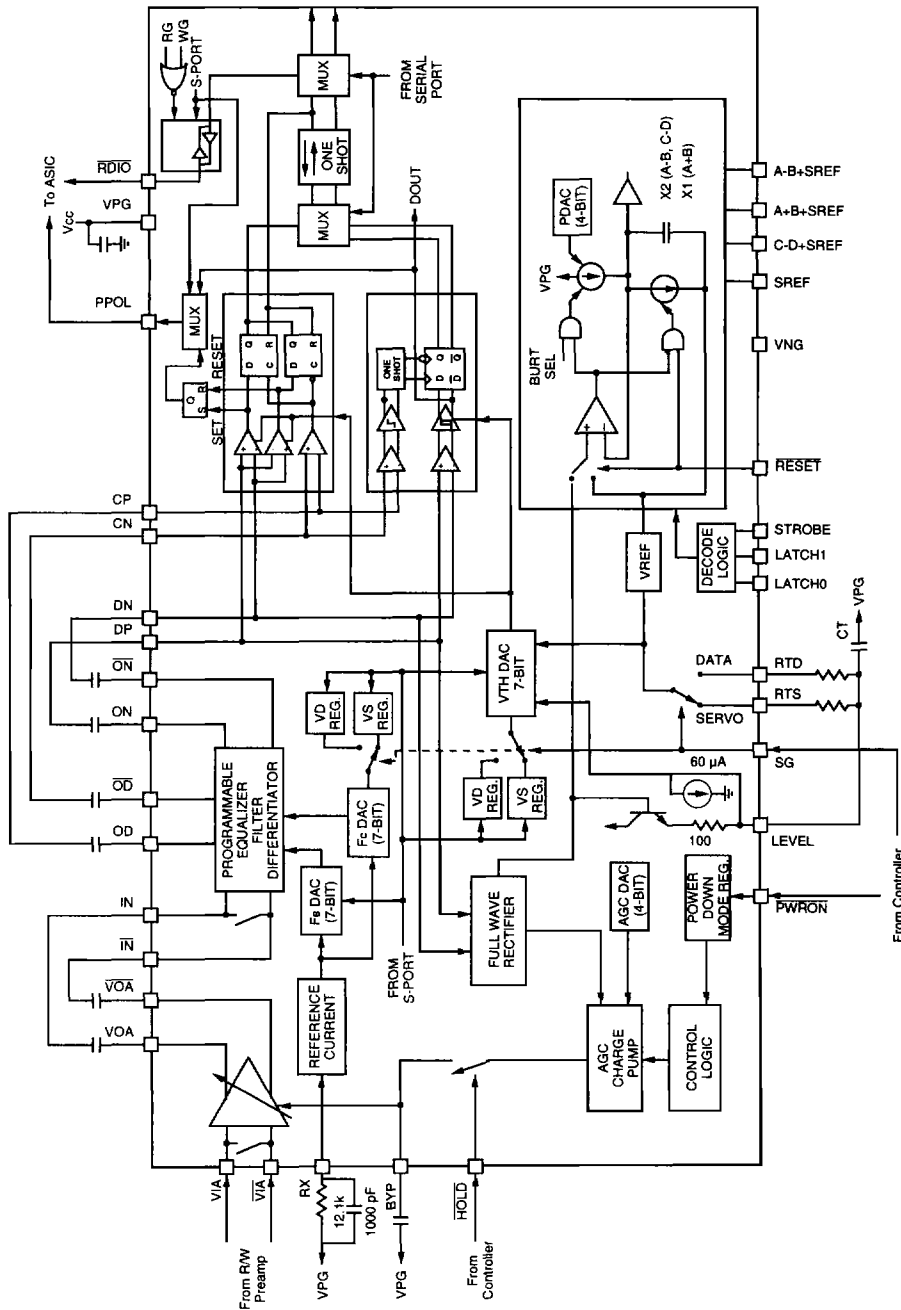 RG
WG
S-PORT
To ASIC
RDIO
VPG
Vcc
PPOL
MUX
MUX
FROM
SERIAL
PORT
ONE
SHOT
MUX
DOUT
S
Q
R
SET
RESET
D
Q
C
R
D
Q
C
R
ONE
SHOT
D
Q
D
Q
CP
CN
DN
DP
ON
ON
OD
OD
IN
IN
VOA
VOA
PROGRAMMABLE
EQUALIZER
FILTER
DIFFERENTIATOR
VD
REG.
VS
REG.
FC DAC
(7-BIT)
FB DAC
(7-BIT)
REFERENCE
CURRENT
FROM
S-PORT
VTH DAC
7-BIT
VD
REG.
VS
REG.
FULL WAVE
RECTIFIER
AGC DAC
(4-BIT)
AGC
CHARGE
PUMP
POWER
DOWN
MODE REG.
CONTROL
LOGIC
PDAC
(4-BIT)
VPG
BURT
SEL
X2 (A-B, C-D)
X1 (A+B)
VREF
DECODE
LOGIC
DATA
SERVO
60 µA
100
A-B+SREF
A+B+SREF
C-D+SREF
SREF
VNG
RESET
STROBE
LATCH1
LATCH0
VPG
CT
RTD
RTS
SG
LEVEL
PWRON
From Controller
VIA
VIA
From R/W
Preamp
RX
12.1k
1000 pF
VPG
BYP
VPG
HOLD
From
Controller